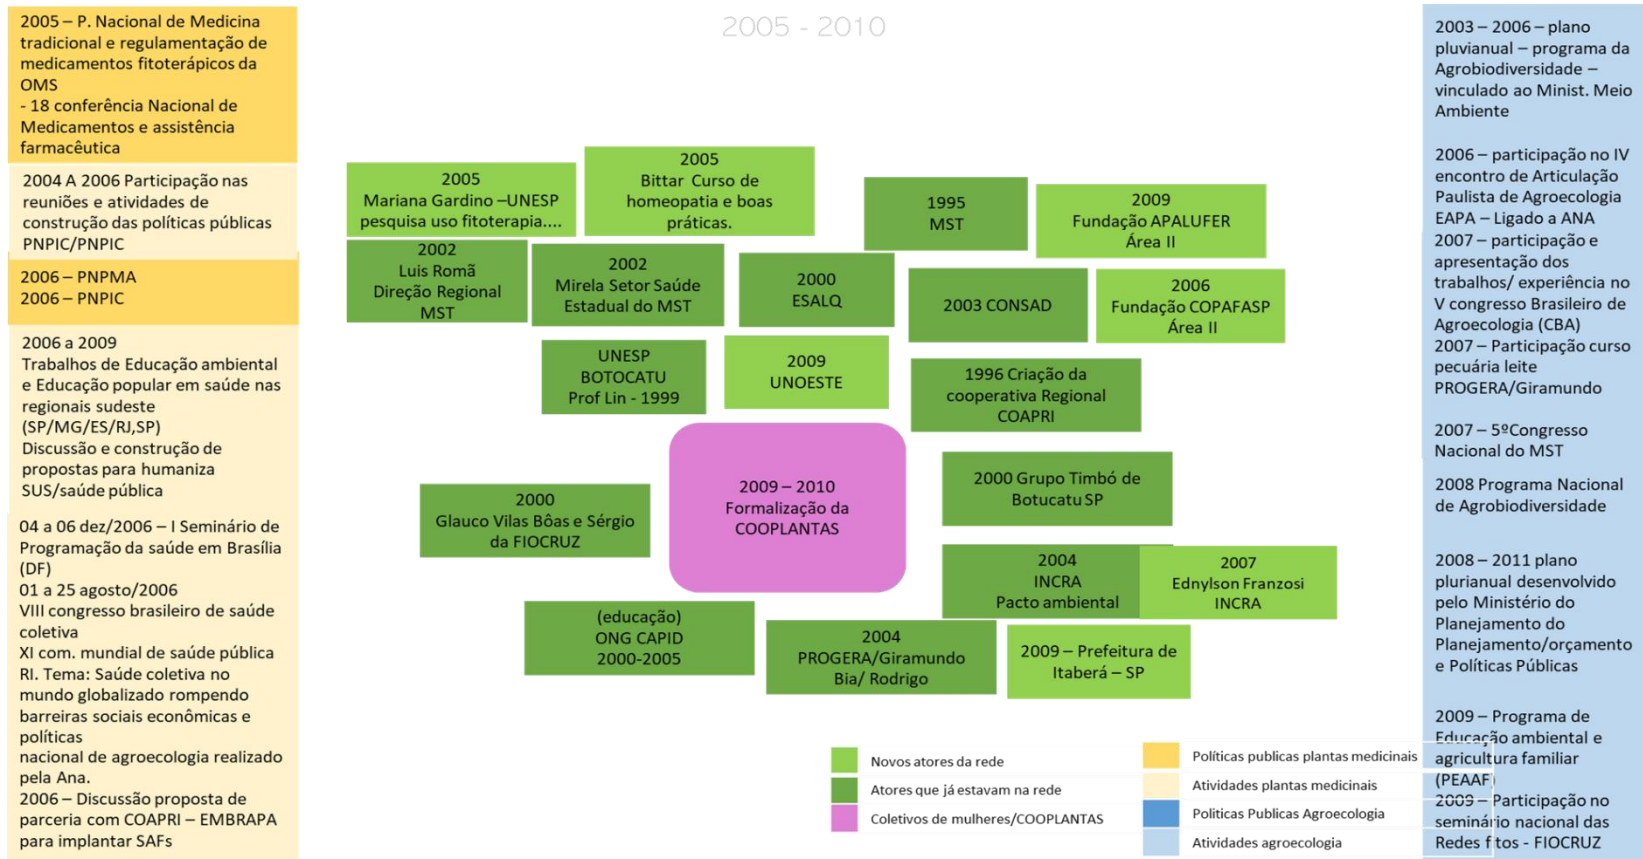 2005 - 2010
2005 – P. Nacional de Medicina
tradicional e regulamentação de
medicamentos fitoterápicos da
OMS
- 18 conferência Nacional de
Medicamentos e assistência
farmacêutica
2004 A 2006 Participação nas
reuniões e atividades de
construção das políticas públicas
PNPIC/PNPIC
2006 – PNPMA
2006 – PNPIC
2006 a 2009
Trabalhos de Educação ambiental
e Educação popular em saúde nas
regionais sudeste
(SP/MG/ES/RJ,SP)
Discussão e construção de
propostas para humaniza
SUS/saúde pública
04 a 06 dez/2006 – I Seminário de
Programação da saúde em Brasília
(DF)
01 a 25 agosto/2006
VIII congresso brasileiro de saúde
coletiva
XI com. mundial de saúde pública
RI. Tema: Saúde coletiva no
mundo globalizado rompendo
barreiras sociais econômicas e
políticas
nacional de agroecologia realizado
pela Ana.
2006 – Discussão proposta de
parceria com COAPRI – EMBRAPA
para implantar SAFs
2005
Mariana Gardino –UNESP
pesquisa uso fitoterapia....
2005
Bittar Curso de
homeopatia e boas
práticas.
1995
MST
2009
Fundação APALUFER
Área II
2002
Luis Romã
Direção Regional
MST
2002
Mirela Setor Saúde
Estadual do MST
2000
ESALQ
2003 CONSAD
2006
Fundação COPAFASP
Área II
UNESP
BOTOCATU
Prof Lin - 1999
2009
UNOESTE
1996 Criação da
cooperativa Regional
COAPRI
2009 – 2010
Formalização da
COOPLANTAS
2000 Grupo Timbó de
Botucatu SP
2000
Glauco Vilas Bôas e Sérgio
da FIOCRUZ
2004
INCRA
Pacto ambiental
2007
Ednylson Franzosi
INCRA
(educação)
ONG CAPID
2000-2005
2004
PROGERA/Giramundo
Bia/ Rodrigo
2009 – Prefeitura de
Itaberá – SP
Novos atores da rede
Atores que já estavam na rede
Coletivos de mulheres/COOPLANTAS
Políticas publicas plantas medicinais
Atividades plantas medicinais
Politicas Publicas Agroecologia
Atividades agroecologia
2003 – 2006 – plano
pluvianual – programa da
Agrobiodiversidade –
vinculado ao Minist. Meio
Ambiente
2006 – participação no IV
encontro de Articulação
Paulista de Agroecologia
EAPA – Ligado a ANA
2007 – participação e
apresentação dos
trabalhos/ experiência no
V congresso Brasileiro de
Agroecologia (CBA)
2007 – Participação curso
pecuária leite
PROGERA/Giramundo
2007 – 5ºCongresso
Nacional do MST
2008 Programa Nacional
de Agrobiodiversidade
2008 – 2011 plano
plurianual desenvolvido
pelo Ministério do
Planejamento do
Planejamento/orçamento
e Políticas Públicas
2009 – Programa de
Educação ambiental e
agricultura familiar
(PEAAF)
2009 – Participação no
seminário nacional das
Redes fitos - FIOCRUZ